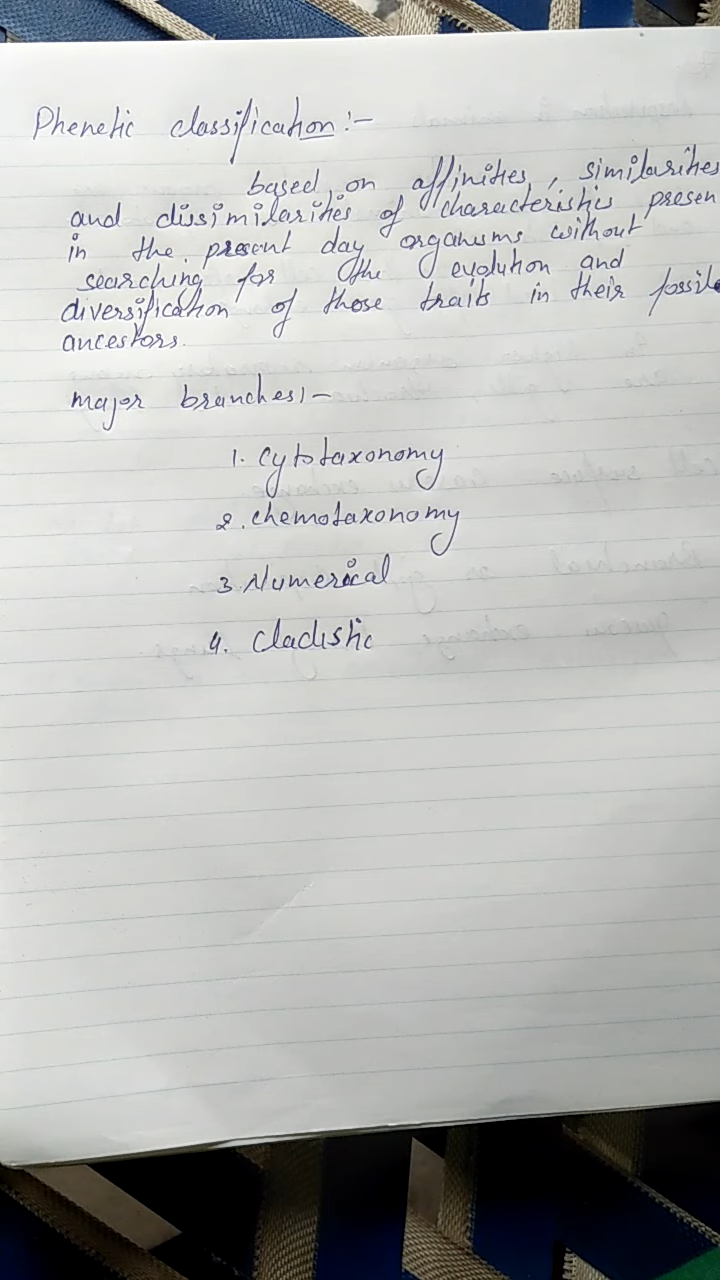 Phenetic classification :-
based on affinities, similarities
and dissimilarities of characteristics presen
in the present day organisms without
searching for the evolution and
diversification of those traits in their fossile
ancestors.
major branches :-
1. Cytotaxonomy
2. chemotaxonomy
3 Numerical
4. Cladistic